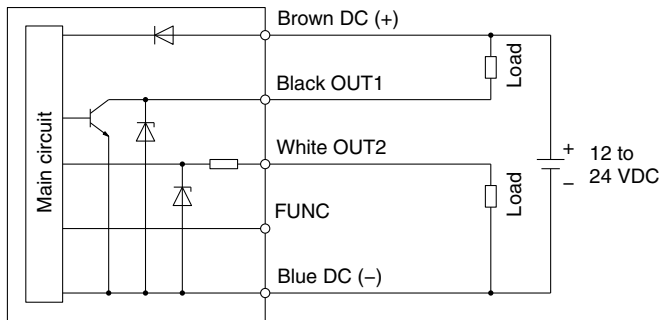 Brown DC (+)
Load
Black OUT1
Main circuit
White OUT2
+
−
12 to
24 VDC
Load
FUNC
Blue DC (−)